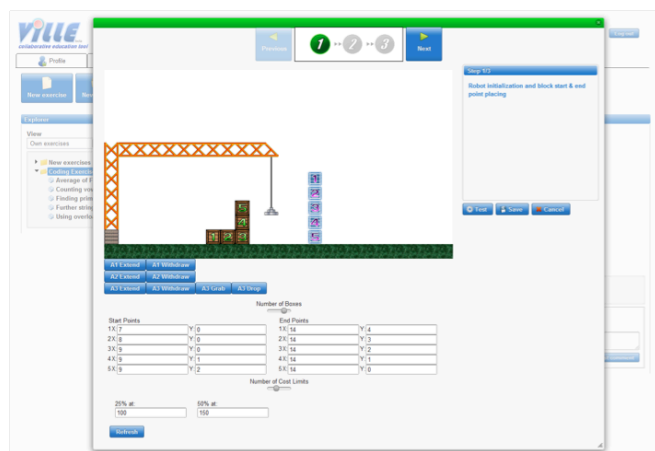 ViLLE
collaborative education tool
Log out
Previous
1
2
3
Next
Profile
New exercise
Step 1/3
Robot initialization and block start & end
point placing
Explorer
View
Own exercises
New exercises
Coding Exercis
Average of F
Counting vow
Finding prim
Further string
Using overlo
Test
Save
Cancel
A1 Extend
A1 Withdraw
A2 Extend
A2 Withdraw
A3 Extend
A3 Withdraw
A3 Grab
A3 Drop
Number of Boxes
Start Points
End Points
1X 7 Y 0 1X 14 Y 4
2X 8 Y 0 2X 14 Y 3
3X 9 Y 0 3X 14 Y 2
4X 9 Y 1 4X 14 Y 1
5X 9 Y 2 5X 14 Y 0
Number of Cost Limits
25% at: 50% at:
100 150
Refresh